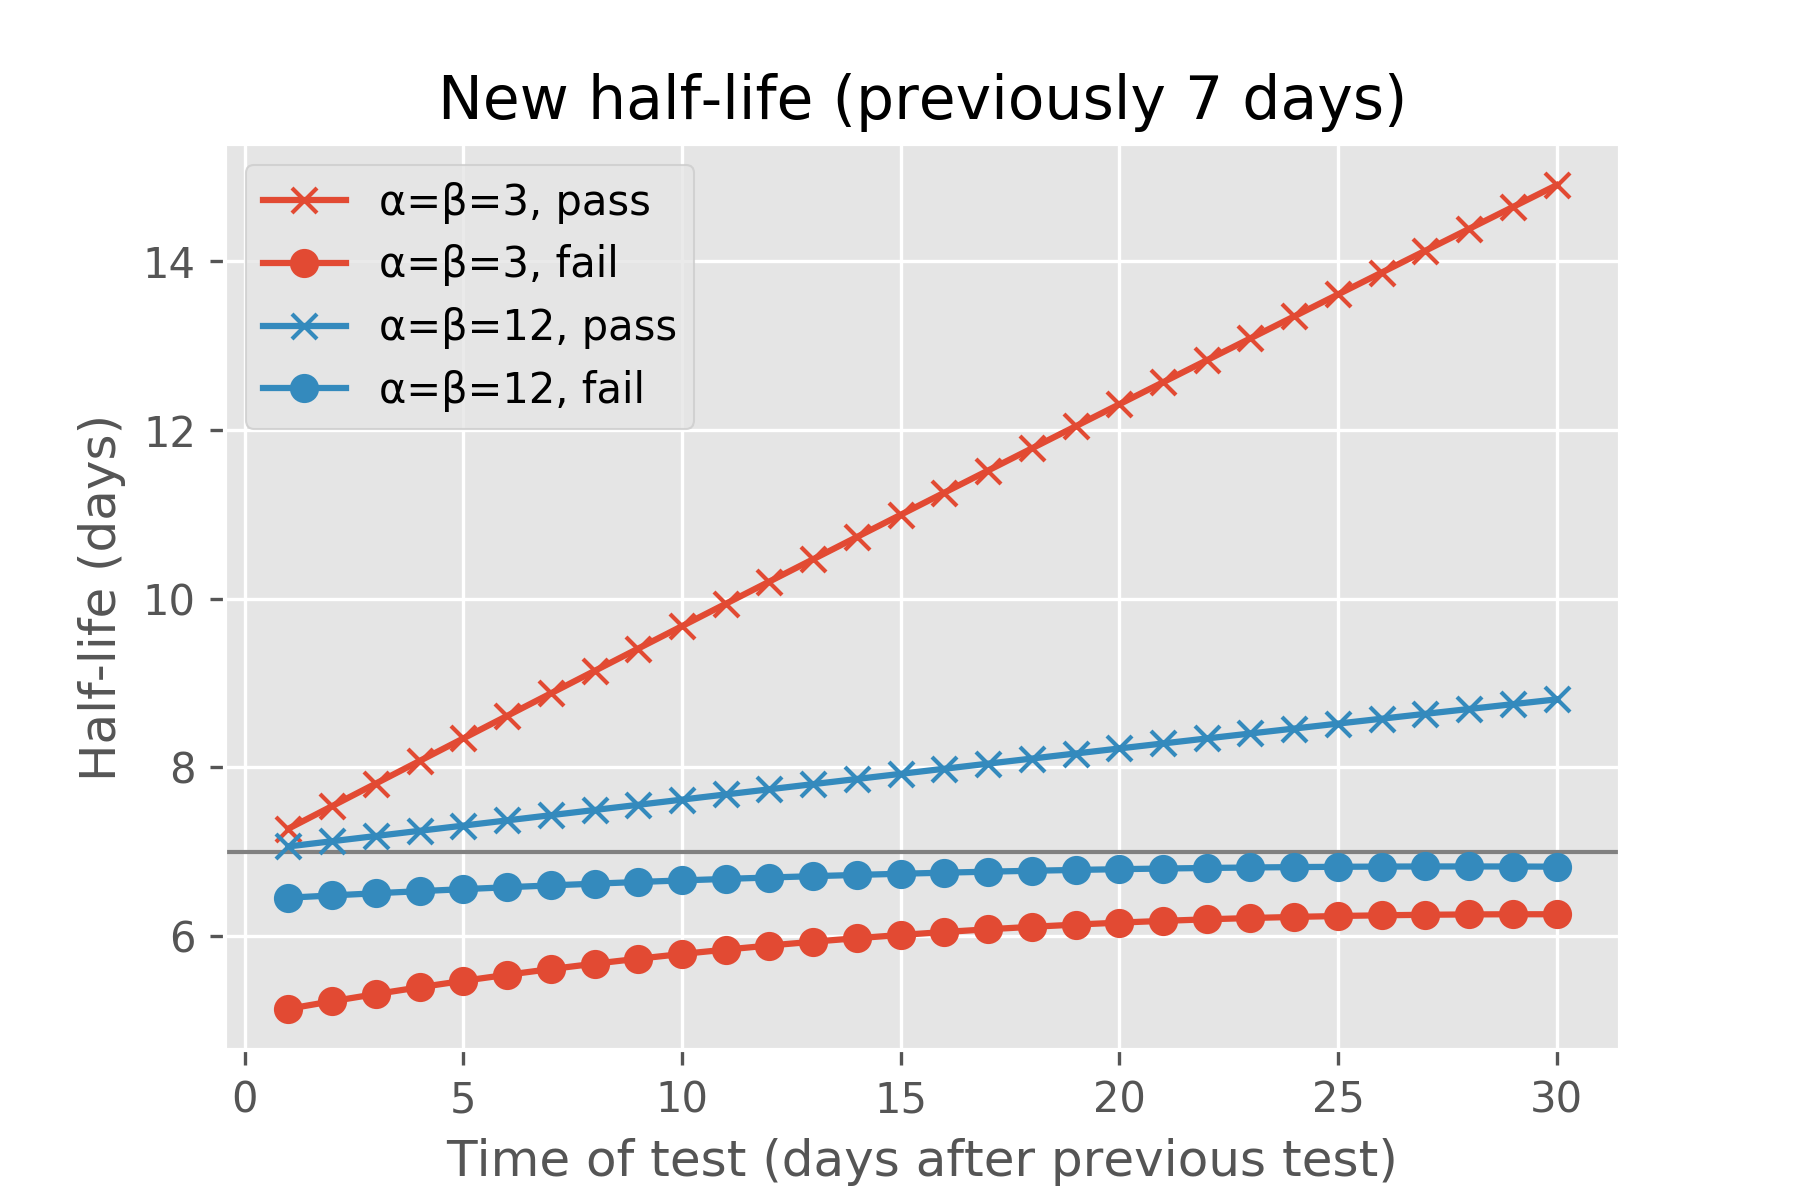 New half-life (previously 7 days)
α=β=3, pass
α=β=3, fail
α=β=12, pass
α=β=12, fail
Half-life (days)
14
12
10
8
6
0 5 10 15 20 25 30
Time of test (days after previous test)